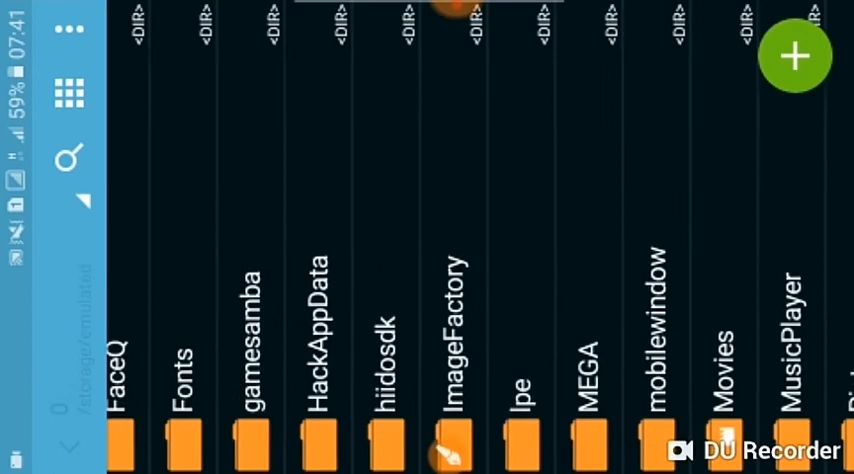 59% 07:41
0
/storage/emulated
FaceQ <DIR>
Fonts <DIR>
gamesamba <DIR>
HackAppData <DIR>
hiidosdk <DIR>
ImageFactory <DIR>
Ipe <DIR>
MEGA <DIR>
mobilewindow <DIR>
Movies <DIR>
MusicPlayer
DU Recorder